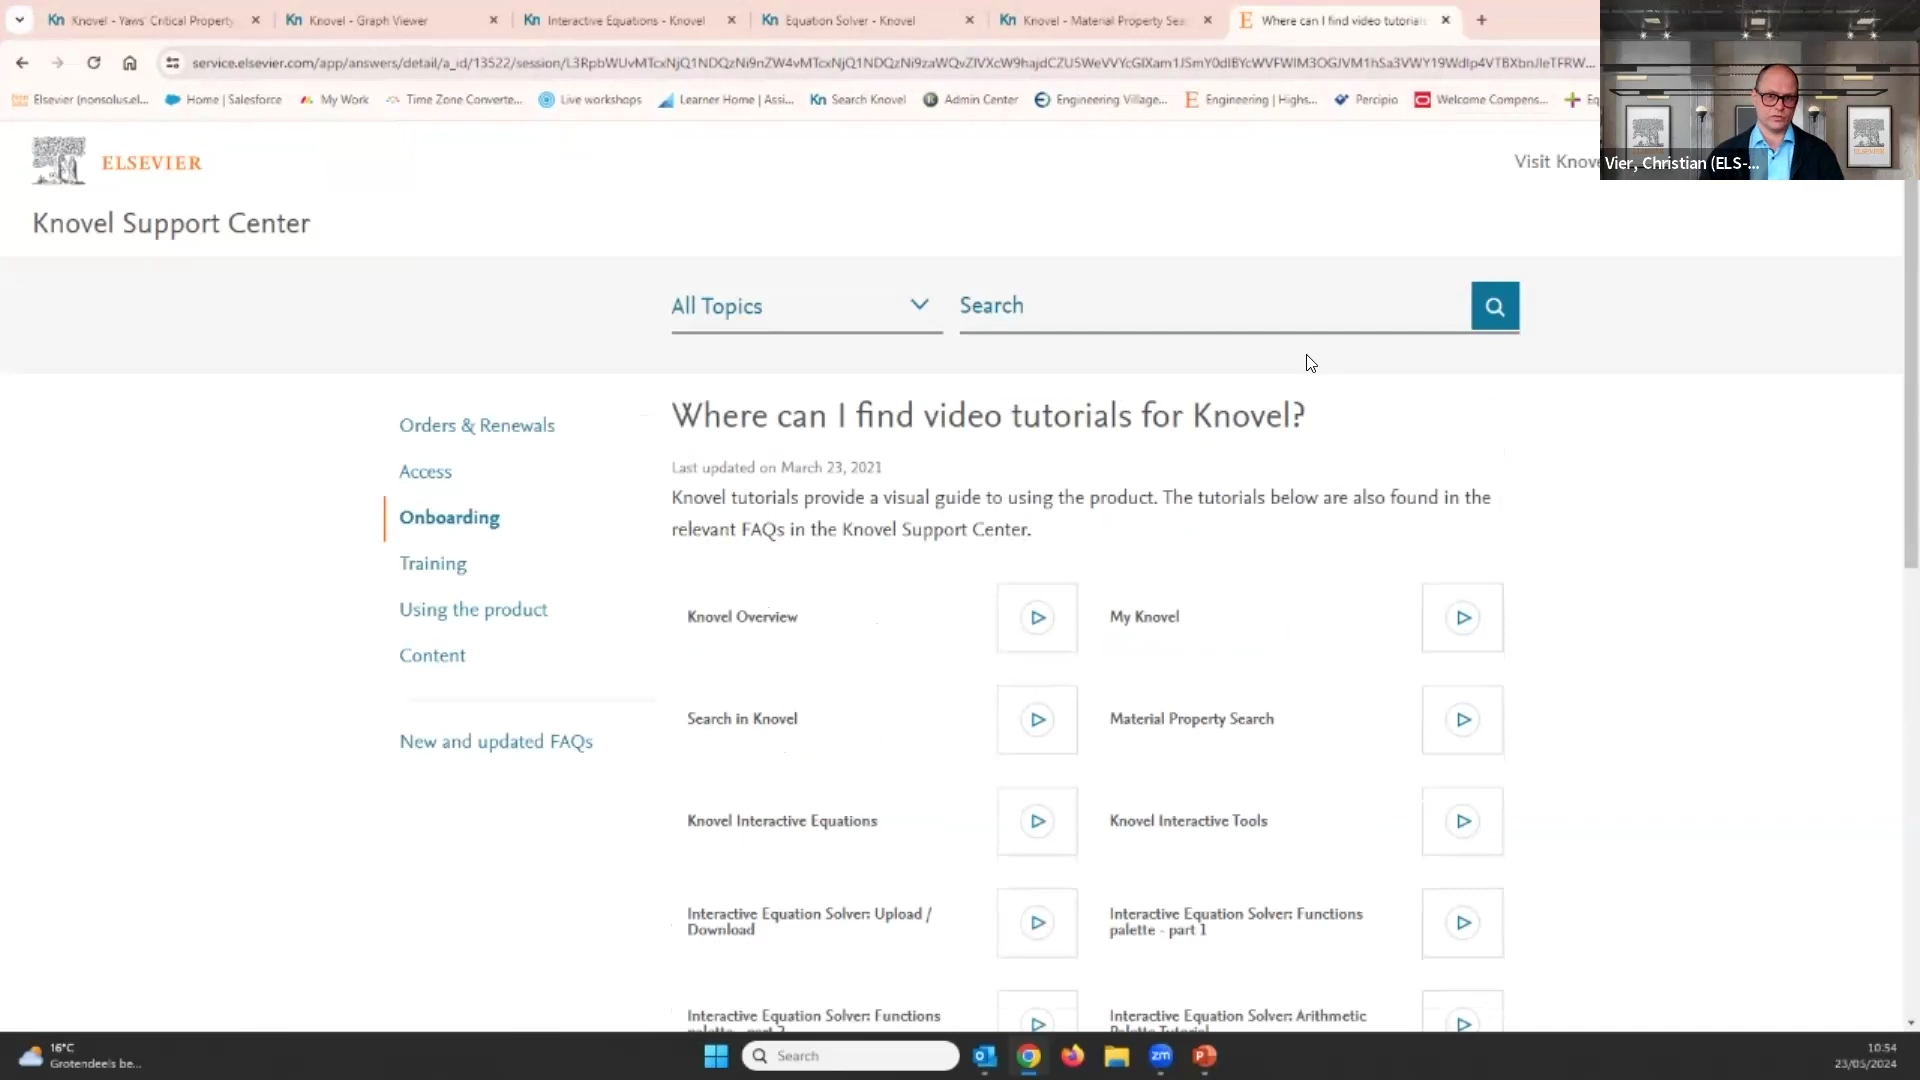 Knovel - Yaws' Critical Property
Knovel - Graph Viewer
Interactive Equations - Knovel
Equation Solver - Knovel
Knovel - Material Property Sea
Where can I find video tutorials
Elsevier (nonsolus.el...
Home | Salesforce
My Work
Time Zone Converte...
Live workshops
Learner Home | Assi...
Search Knovel
Admin Center
Engineering Village...
Engineering | Highs...
Percipio
Welcome Compens...
Vier, Christian (ELS-...
ELSEVIER
Visit Knove
Knovel Support Center
All Topics
Search
Orders & Renewals
Access
Onboarding
Training
Using the product
Content
New and updated FAQs
Where can I find video tutorials for Knovel?
Last updated on March 23, 2021
Knovel tutorials provide a visual guide to using the product. The tutorials below are also found in the
relevant FAQs in the Knovel Support Center.
Knovel Overview
My Knovel
Search in Knovel
Material Property Search
Knovel Interactive Equations
Knovel Interactive Tools
Interactive Equation Solver: Upload /
Download
Interactive Equation Solver: Functions
palette - part 1
Interactive Equation Solver: Functions
palette - part 2
Interactive Equation Solver: Arithmetic
Palette Tutorial
16°C
Grotendeels be...
Search
10:54
23/05/2024